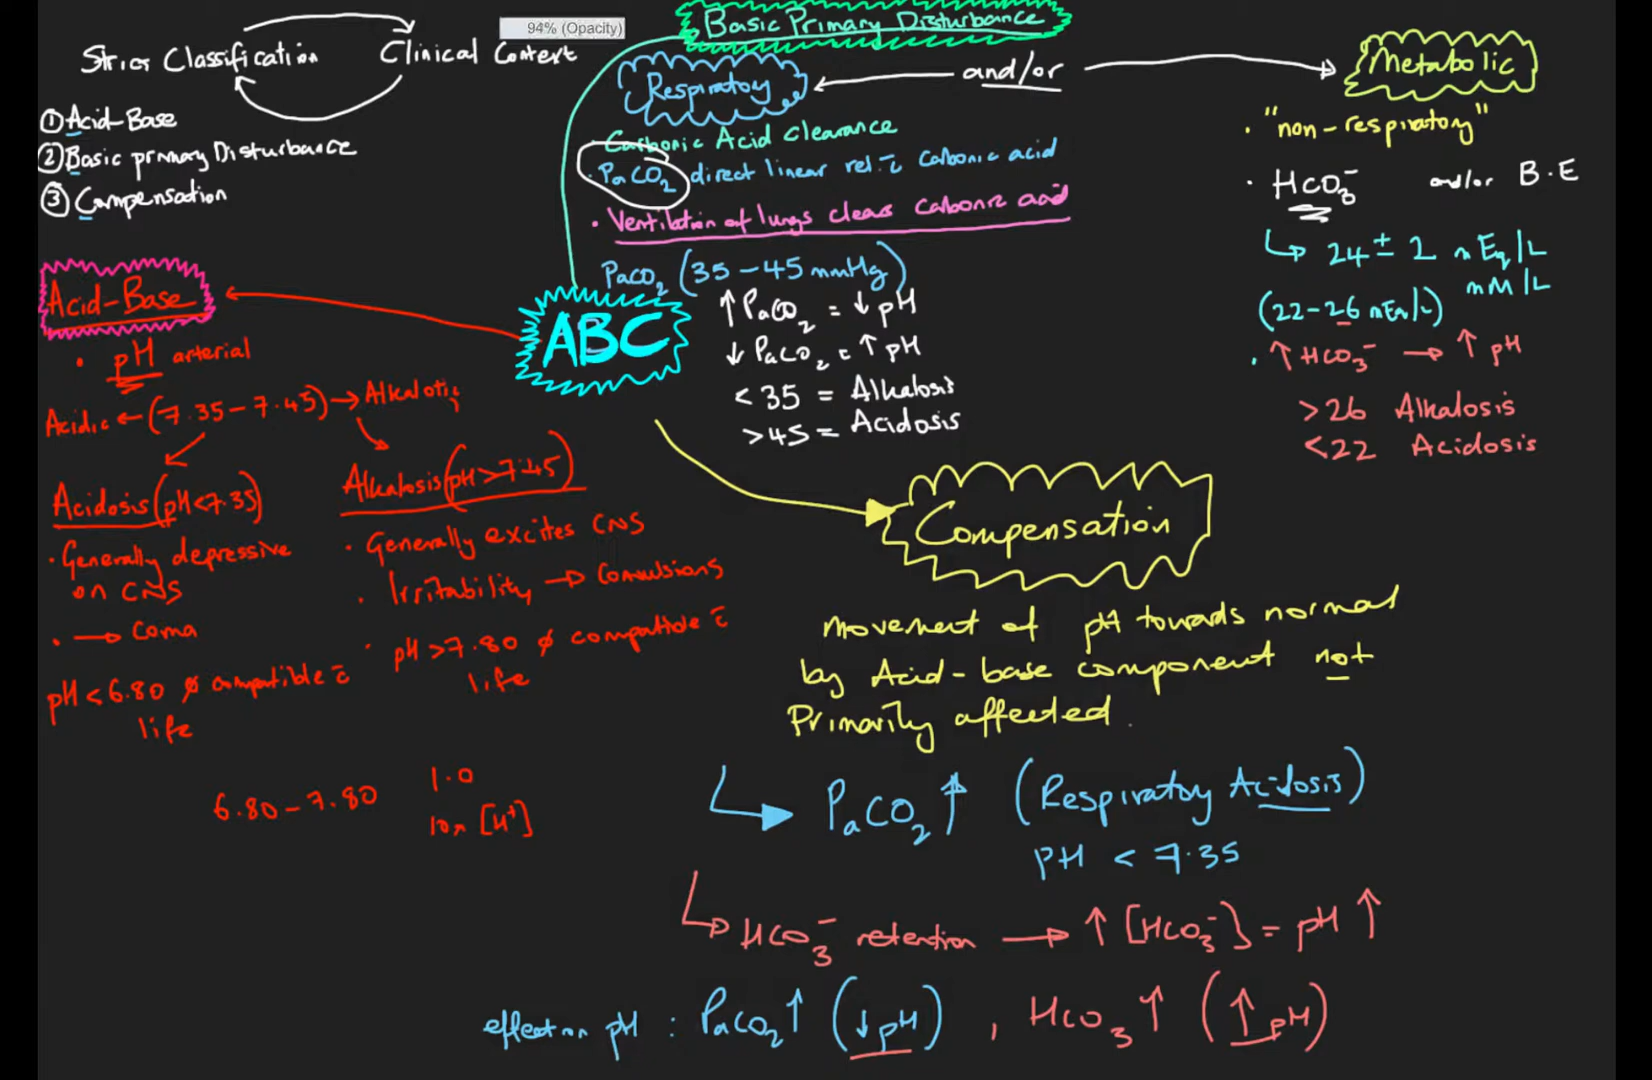 94% (Opacity)
Basic Primary Disturbance
Strict Classification
Clinical Context
① Acid-Base
② Basic primary Disturbance
③ Compensation
Respiratory
and/or
Metabolic
Carbonic Acid clearance
· PaCO₂ direct linear rel. c̄ carbonic acid
· Ventilation of lungs clears carbonic acid
PaCO₂ (35-45 mmHg)
↑ PaCO₂ = ↓ pH
↓ PaCO₂ = ↑ pH
< 35 = Alkalosis
>45 = Acidosis
· "non-respiratory"
· HCO₃⁻ and/or B.E
↳ 24 ± 2 mEq/L
mM/L
(22-26 mEq/L)
· ↑ HCO₃⁻ → ↑ pH
>26 Alkalosis
<22 Acidosis
ABC
Acid-Base
· pH arterial
Acidic ← (7.35-7.45) → Alkalotic
Acidosis (pH<7.35)
· Generally depressive
on CNS
· → Coma
pH < 6.80 ∅ compatible c̄
life
Alkalosis (pH>7.45)
· Generally excites CNS
· Irritability → Convulsions
· pH >7.80 ∅ compatible c̄
life
6.80-7.80
1.0
10x [H⁺]
Compensation
Movement of pH towards normal
by Acid-base component not
Primarily affected.
↳ PaCO₂ ↑ (Respiratory Acidosis)
pH < 7.35
↳ HCO₃⁻ retention → ↑ [HCO₃⁻] = pH ↑
effect on pH : PaCO₂ ↑ (↓pH) , HCO₃ ↑ (↑pH)